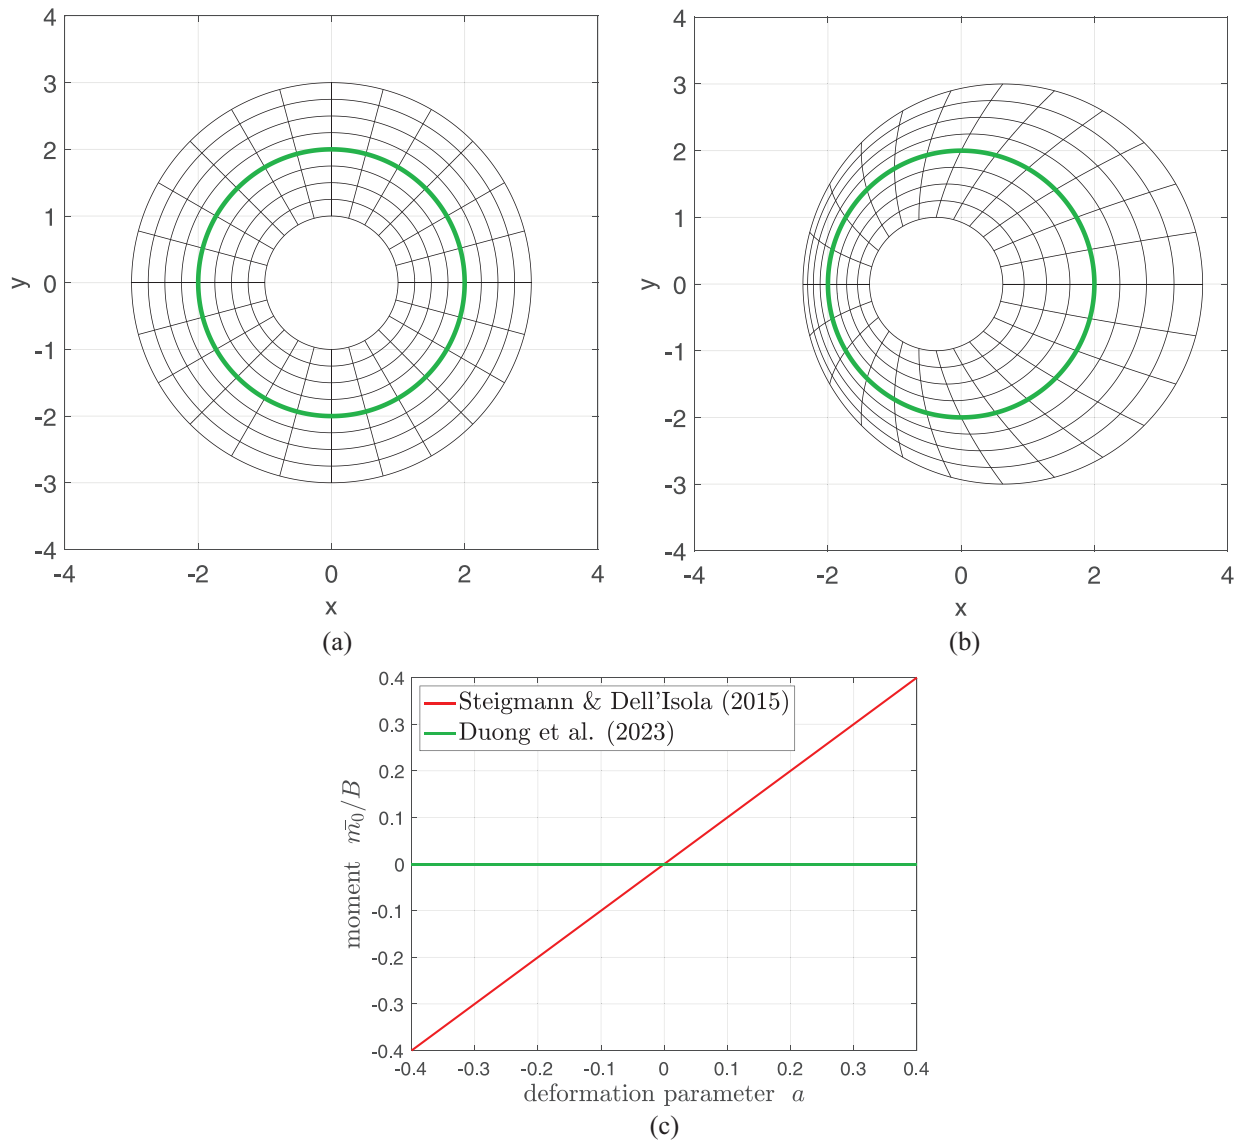 4
3
2
1
0
-1
-2
-3
-4
y
-4 -2 0 2 4
x
(a)
4
3
2
1
0
-1
-2
-3
-4
y
-4 -2 0 2 4
x
(b)
Steigmann & Dell'Isola (2015)
Duong et al. (2023)
0.4
0.3
0.2
0.1
0
-0.1
-0.2
-0.3
-0.4
moment m̄₀/B
-0.4 -0.3 -0.2 -0.1 0 0.1 0.2 0.3 0.4
deformation parameter a
(c)